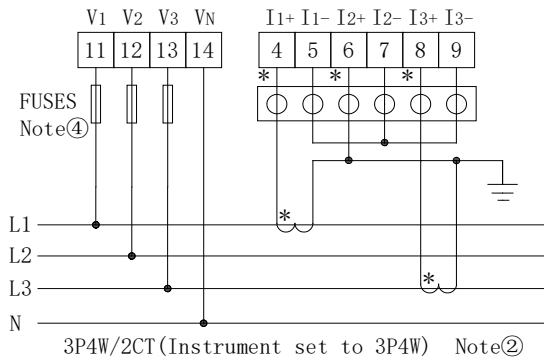 V1 V2 V3 VN I1+ I1- I2+ I2- I3+ I3-
11 12 13 14 4 5 6 7 8 9
* * *
FUSES
Note④
L1 *
L2
L3 *
N
3P4W/2CT(Instrument set to 3P4W) Note②